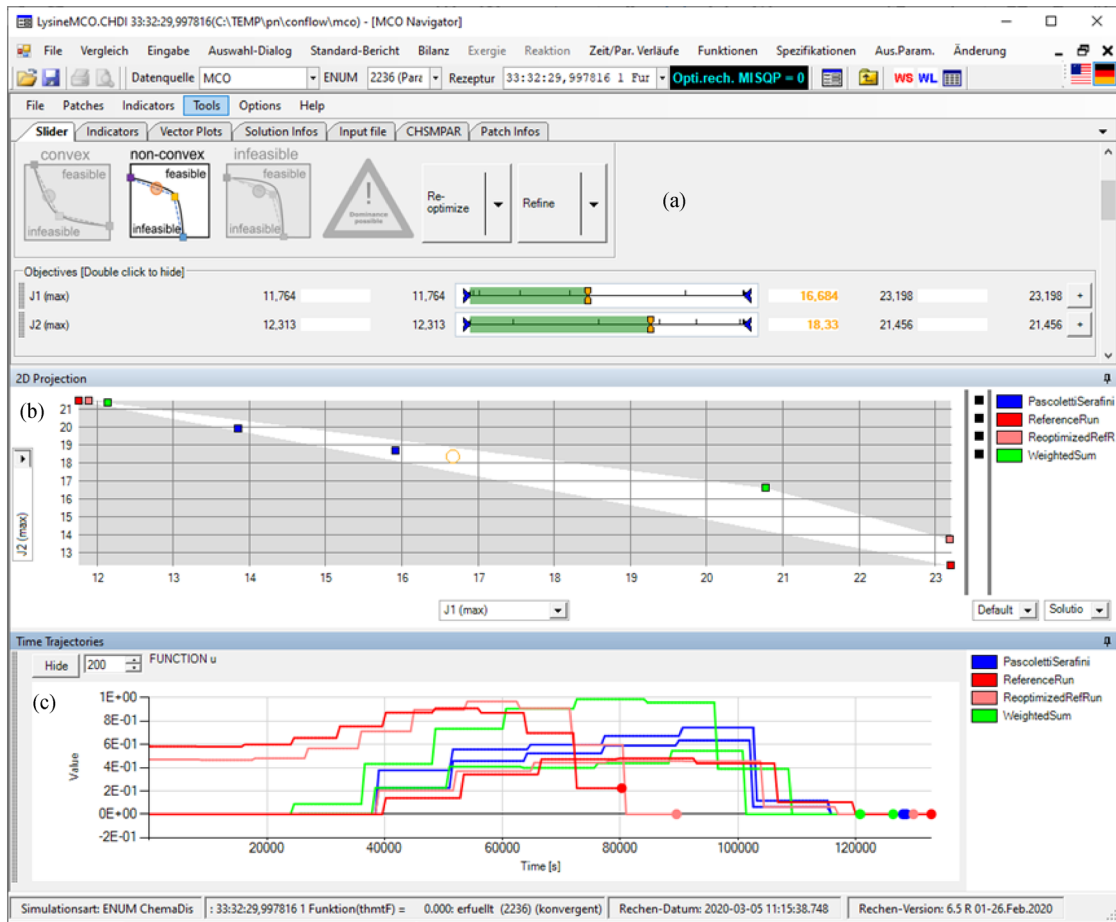 LysineMCO.CHDI 33:32:29,997816(C:\TEMP\pn\conflow\mco) - [MCO Navigator]
File Vergleich Eingabe Auswahl-Dialog Standard-Bericht Bilanz Exergie Reaktion Zeit/Par. Verläufe Funktionen Spezifikationen Aus.Param. Änderung
Datenquelle MCO ENUM 2236 (Para Rezeptur 33:32:29,997816 1 Fur Opti.rech. MISQP = 0 WS WL
File Patches Indicators Tools Options Help
Slider Indicators Vector Plots Solution Infos Input file CHSMPAR Patch Infos
convex non-convex infeasible
feasible feasible feasible
! Dominance possible
Re-optimize Refine (a)
infeasible infeasible infeasible
Objectives [Double click to hide]
J1 (max) 11,764 11,764 16,684 23,198 23,198 +
J2 (max) 12,313 12,313 18,33 21,456 21,456 +
2D Projection
(b)
21
20
19
18
17
16
15
14
13
J2 (max)
12 13 14 15 16 17 18 19 20 21 22 23
J1 (max)
PascolettiSerafini
ReferenceRun
ReoptimizedRefR
WeightedSum
Default Solutio
Time Trajectories
Hide 200 FUNCTION u
(c)
1E+00
8E-01
6E-01
4E-01
2E-01
0E+00
-2E-01
Value
20000 40000 60000 80000 100000 120000
Time [s]
PascolettiSerafini
ReferenceRun
ReoptimizedRefRun
WeightedSum
Simulationsart: ENUM ChemaDis : 33:32:29,997816 1 Funktion(thmtF) = 0.000: erfuellt (2236) (konvergent) Rechen-Datum: 2020-03-05 11:15:38.748 Rechen-Version: 6.5 R 01-26.Feb.2020